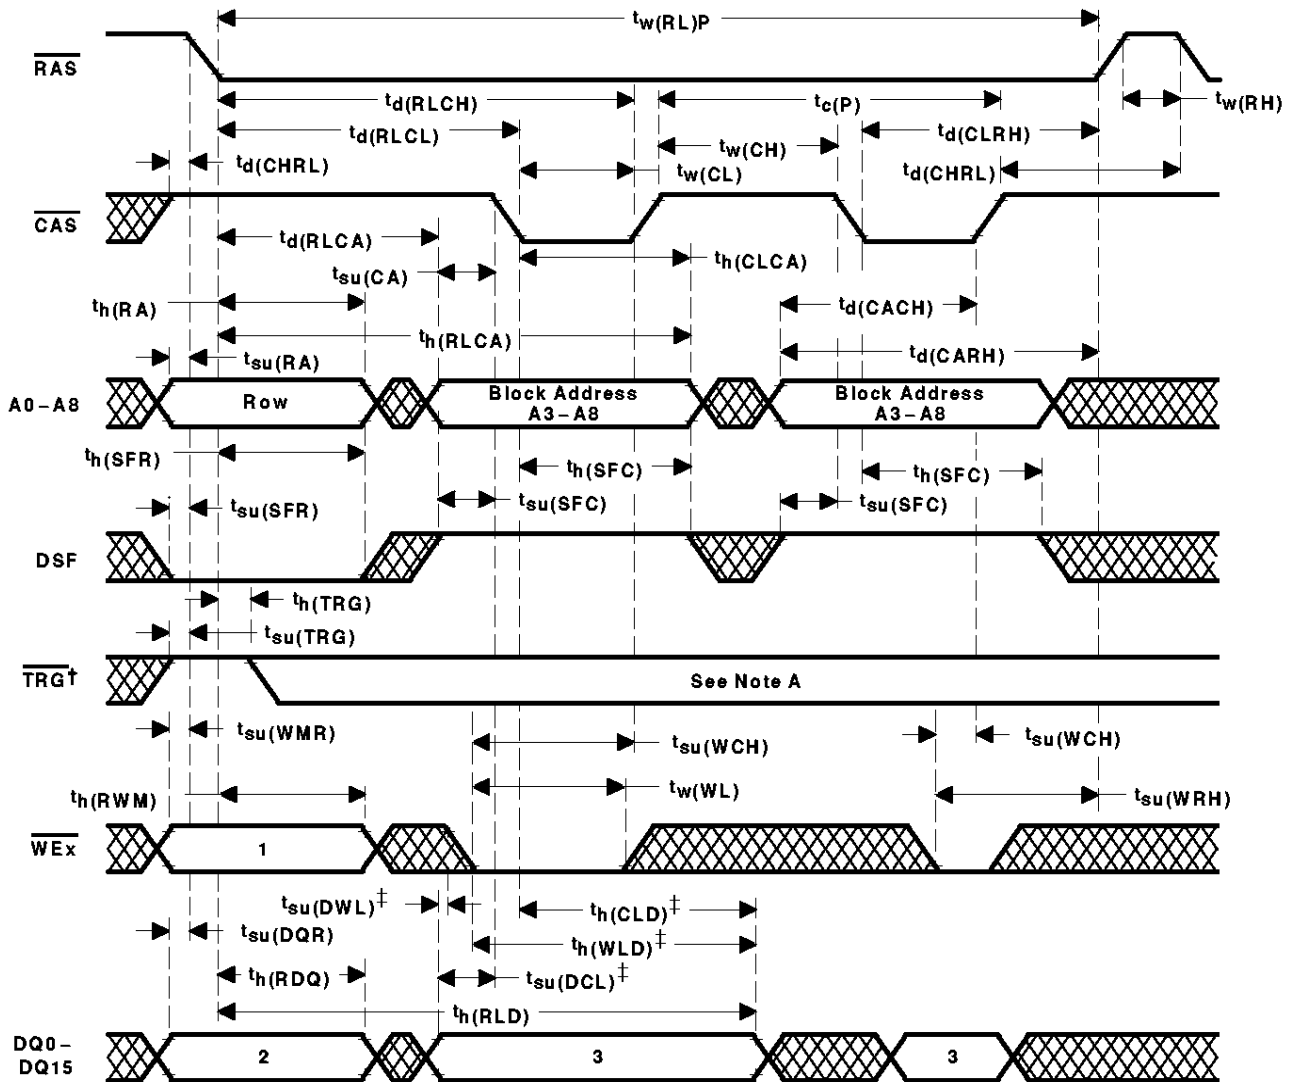 tw(RL)P
RAS
td(RLCH)
tc(P)
tw(RH)
td(RLCL)
td(CLRH)
tw(CH)
td(CHRL)
tw(CL)
td(CHRL)
CAS
td(RLCA)
th(CLCA)
tsu(CA)
th(RA)
td(CACH)
th(RLCA)
td(CARH)
tsu(RA)
A0–A8
Row
Block Address
A3–A8
Block Address
A3–A8
th(SFR)
th(SFC)
th(SFC)
tsu(SFR)
tsu(SFC)
tsu(SFC)
DSF
th(TRG)
tsu(TRG)
TRG†
See Note A
tsu(WMR)
tsu(WCH)
tsu(WCH)
th(RWM)
tw(WL)
tsu(WRH)
WEx
1
tsu(DWL)‡
th(CLD)‡
tsu(DQR)
th(WLD)‡
th(RDQ)
tsu(DCL)‡
th(RLD)
DQ0–
DQ15
2
3
3